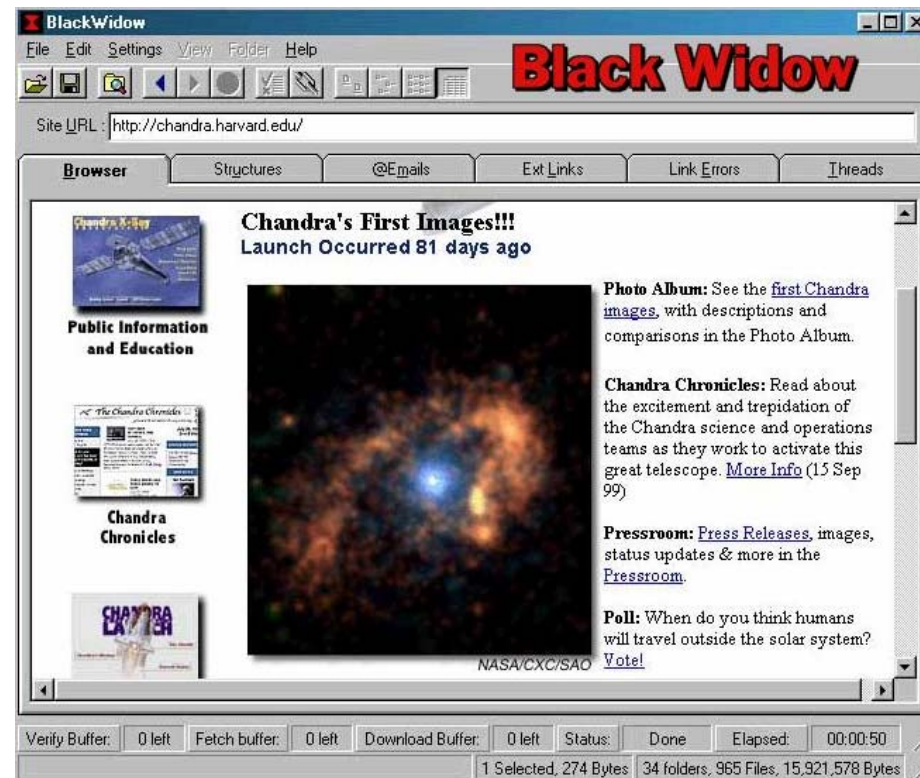 BlackWidow
File Edit Settings View Folder Help
Black Widow
Site URL : http://chandra.harvard.edu/
Browser Structures @Emails Ext Links Link Errors Threads
Chandra X-Ray
Public Information
and Education
The Chandra Chronicles
Chandra
Chronicles
CHANDRA
Chandra's First Images!!!
Launch Occurred 81 days ago
NASA/CXC/SAO
Photo Album: See the first Chandra
images, with descriptions and
comparisons in the Photo Album.
Chandra Chronicles: Read about
the excitement and trepidation of
the Chandra science and operations
teams as they work to activate this
great telescope. More Info (15 Sep
99)
Pressroom: Press Releases, images,
status updates & more in the
Pressroom.
Poll: When do you think humans
will travel outside the solar system?
Vote!
Verify Buffer: 0 left Fetch buffer: 0 left Download Buffer: 0 left Status: Done Elapsed: 00:00:50
1 Selected, 274 Bytes 34 folders, 965 Files, 15,921,578 Bytes